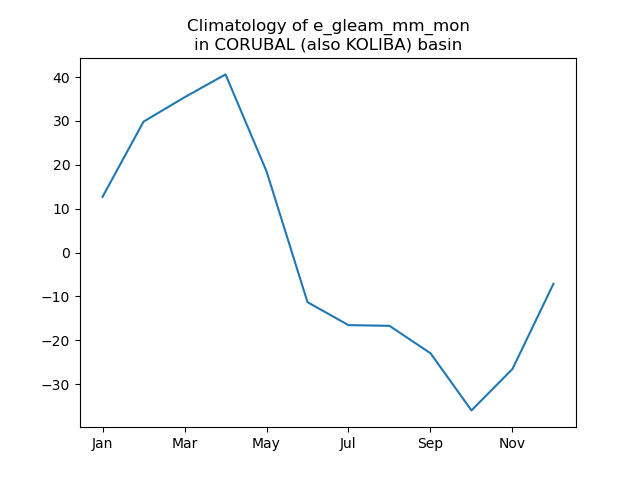 Climatology of e_gleam_mm_mon
in CORUBAL (also KOLIBA) basin
40
30
20
10
0
−10
−20
−30
Jan Mar May Jul Sep Nov